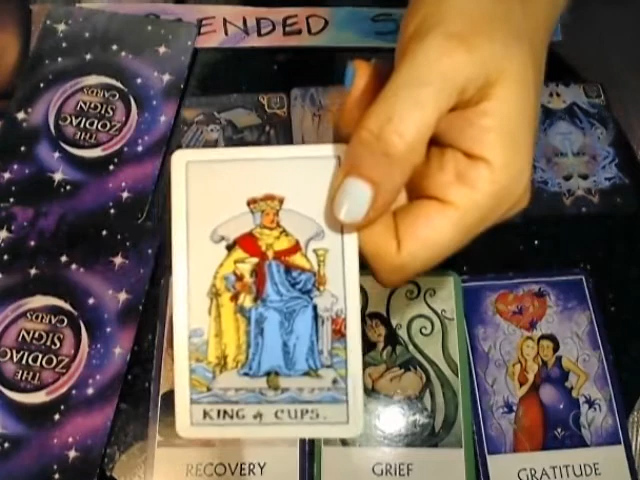 ENDED S
THE
ZODIAC
SIGN
CARDS
THE
ZODIAC
SIGN
CARDS
KING of CUPS.
RECOVERY
GRIEF
GRATITUDE